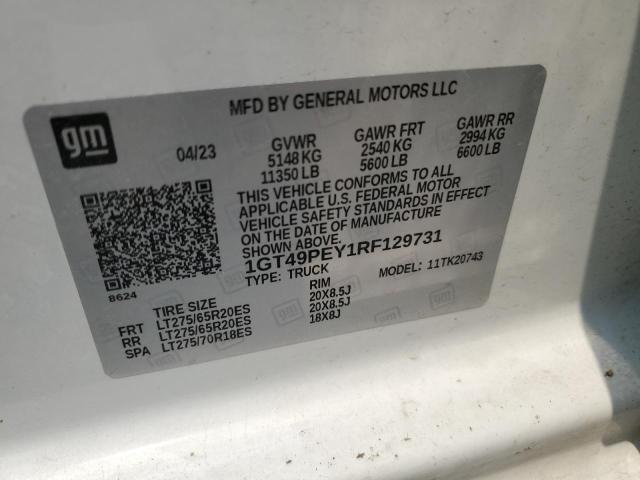 MFD BY GENERAL MOTORS LLC
gm
04/23
GVWR
5148 KG
11350 LB
GAWR FRT
2540 KG
5600 LB
GAWR RR
2994 KG
6600 LB
THIS VEHICLE CONFORMS TO ALL
APPLICABLE U.S. FEDERAL MOTOR
VEHICLE SAFETY STANDARDS IN EFFECT
ON THE DATE OF MANUFACTURE
SHOWN ABOVE.
1GT49PEY1RF129731
TYPE: TRUCK
MODEL: 11TK20743
8624
TIRE SIZE
RIM
FRT LT275/65R20ES 20X8.5J
RR LT275/65R20ES 20X8.5J
SPA LT275/70R18ES 18X8J